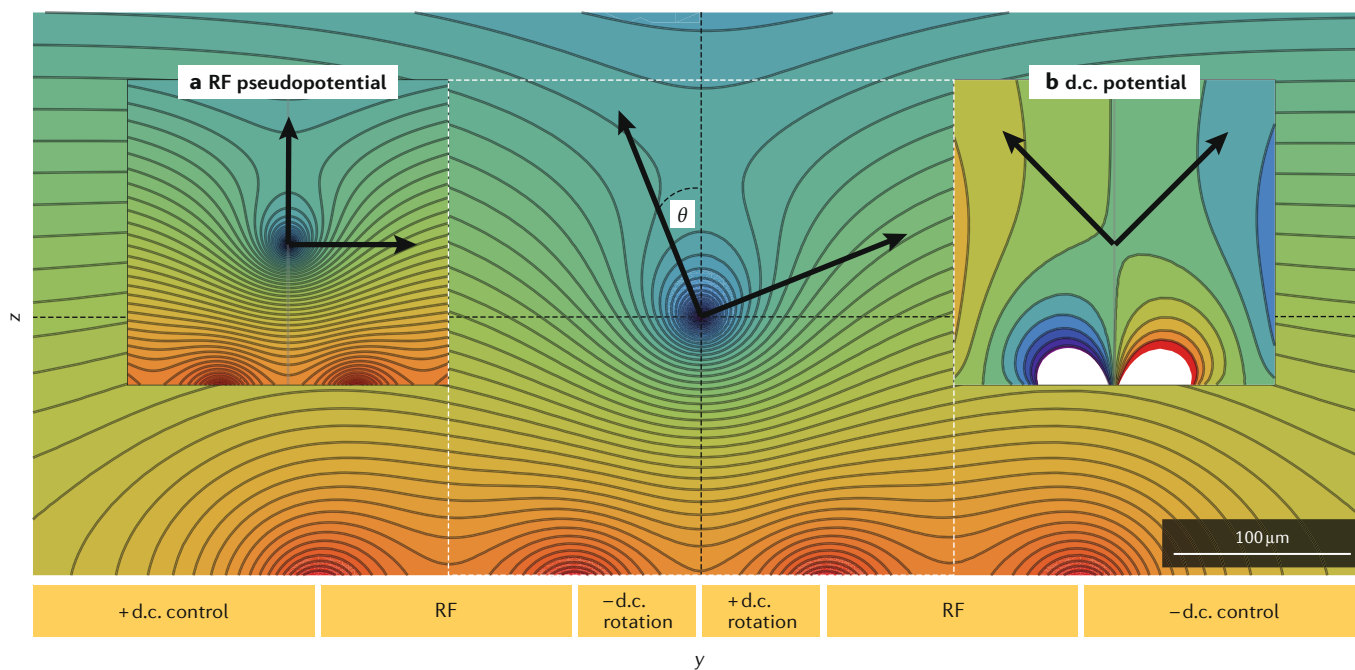 a RF pseudopotential
b d.c. potential
θ
z
100 µm
+ d.c. control
RF
– d.c.
rotation
+ d.c.
rotation
RF
– d.c. control
y